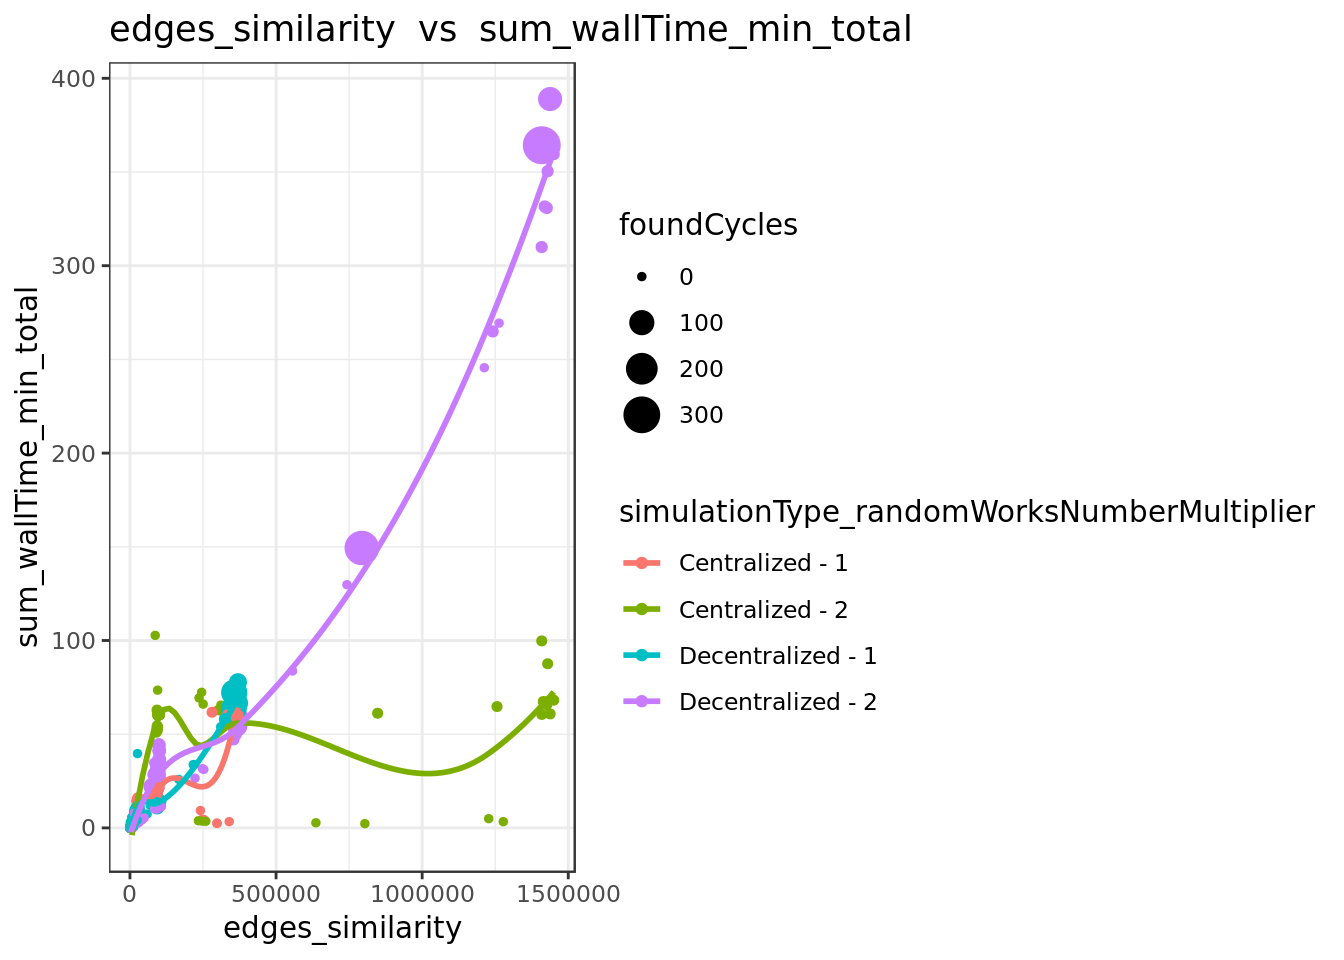 edges_similarity vs sum_wallTime_min_total
sum_wallTime_min_total
400
300
200
100
0
0
500000
1000000
1500000
edges_similarity
foundCycles
0
100
200
300
simulationType_randomWorksNumberMultiplier
Centralized - 1
Centralized - 2
Decentralized - 1
Decentralized - 2